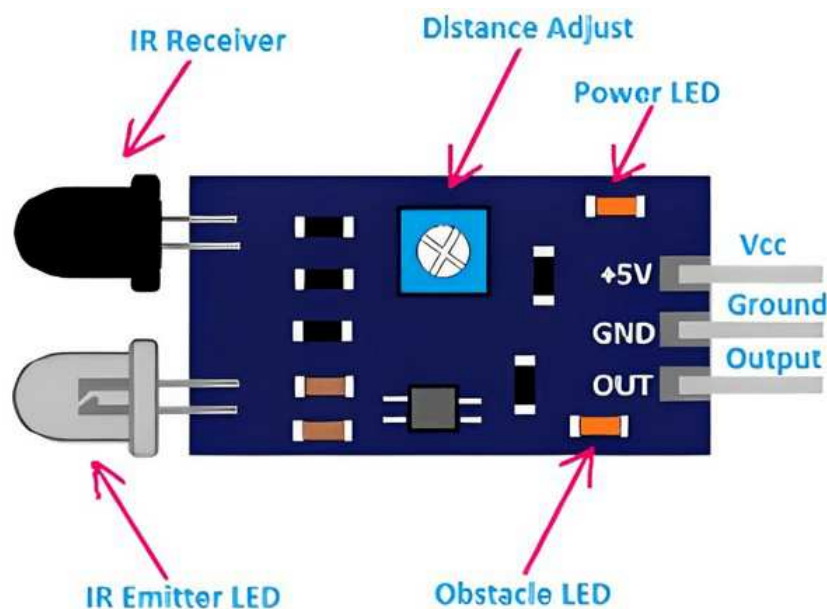 IR Receiver
Distance Adjust
Power LED
Vcc
+5V
Ground
GND
Output
OUT
IR Emitter LED
Obstacle LED